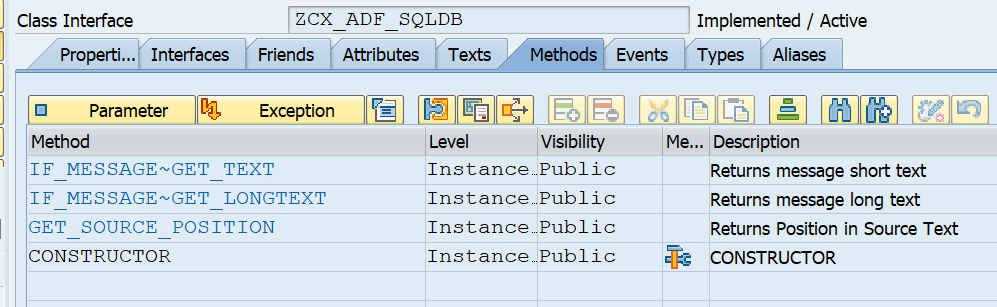 Class Interface ZCX_ADF_SQLDB Implemented / Active
Properti... Interfaces Friends Attributes Texts Methods Events Types Aliases
Parameter Exception
Method Level Visibility Me... Description
IF_MESSAGE~GET_TEXT Instance… Public Returns message short text
IF_MESSAGE~GET_LONGTEXT Instance… Public Returns message long text
GET_SOURCE_POSITION Instance… Public Returns Position in Source Text
CONSTRUCTOR Instance… Public CONSTRUCTOR